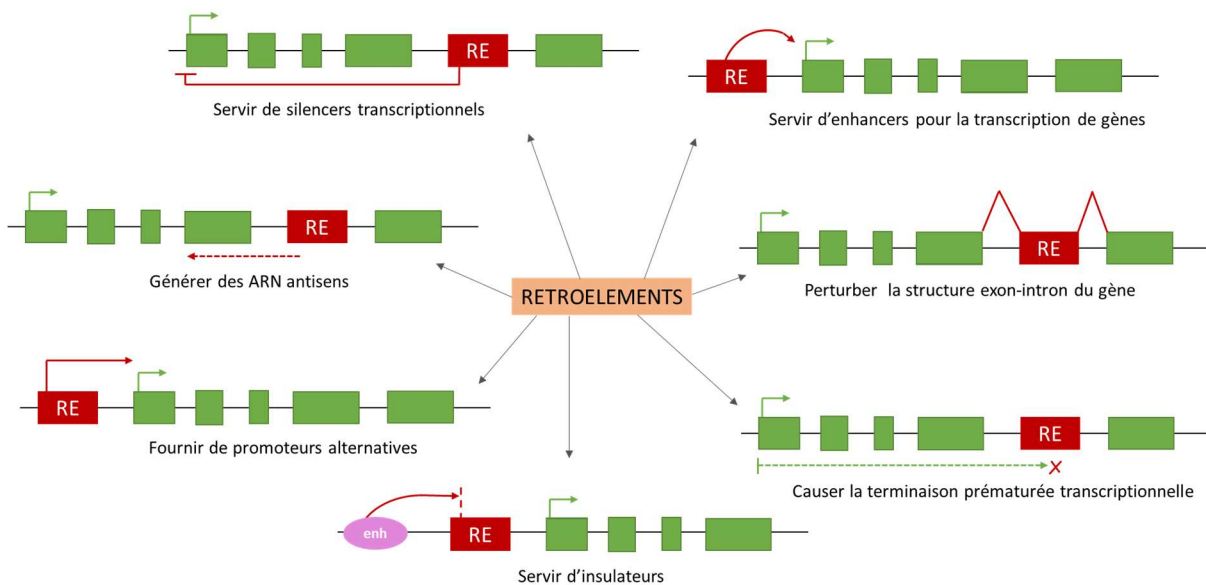 RE
Servir de silencers transcriptionnels
RE
Servir d'enhancers pour la transcription de gènes
RE
Générer des ARN antisens
RE
Perturber la structure exon-intron du gène
RETROELEMENTS
RE
Fournir de promoteurs alternatives
RE
Causer la terminaison prématurée transcriptionnelle
enh
RE
Servir d'insulateurs